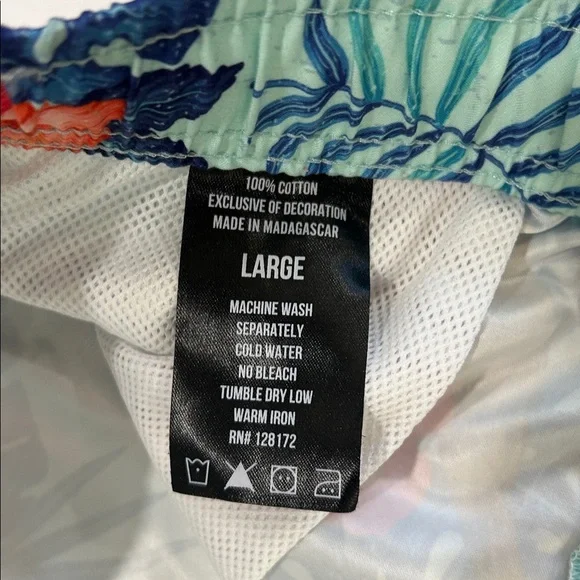 100% COTTON
EXCLUSIVE OF DECORATION
MADE IN MADAGASCAR
LARGE
MACHINE WASH
SEPARATELY
COLD WATER
NO BLEACH
TUMBLE DRY LOW
WARM IRON
RN# 128172